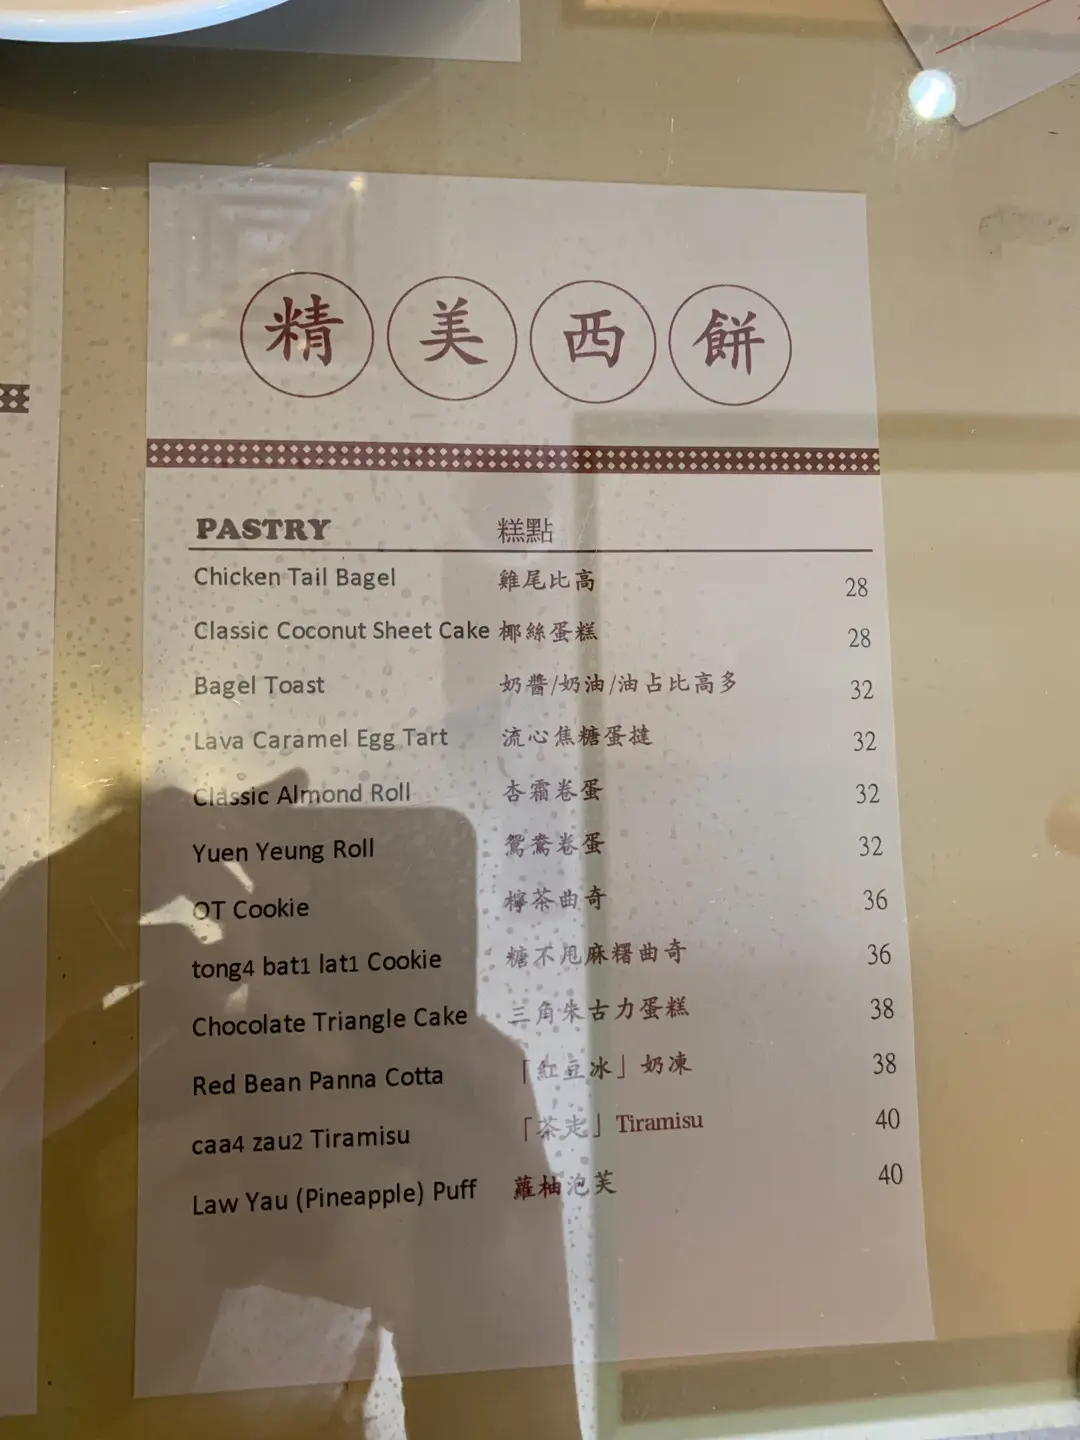 精美西餅
PASTRY 糕點
Chicken Tail Bagel 雞尾比高 28
Classic Coconut Sheet Cake 椰絲蛋糕 28
Bagel Toast 奶醬/奶油/油占比高多 32
Lava Caramel Egg Tart 流心焦糖蛋撻 32
Classic Almond Roll 杏霜卷蛋 32
Yuen Yeung Roll 鴛鴦卷蛋 32
OT Cookie 檸茶曲奇 36
tong4 bat1 lat1 Cookie 糖不甩麻糬曲奇 36
Chocolate Triangle Cake 三角朱古力蛋糕 38
Red Bean Panna Cotta 「紅豆冰」奶凍 38
caa4 zau2 Tiramisu 「茶走」Tiramisu 40
Law Yau (Pineapple) Puff 蘿柚泡芙 40